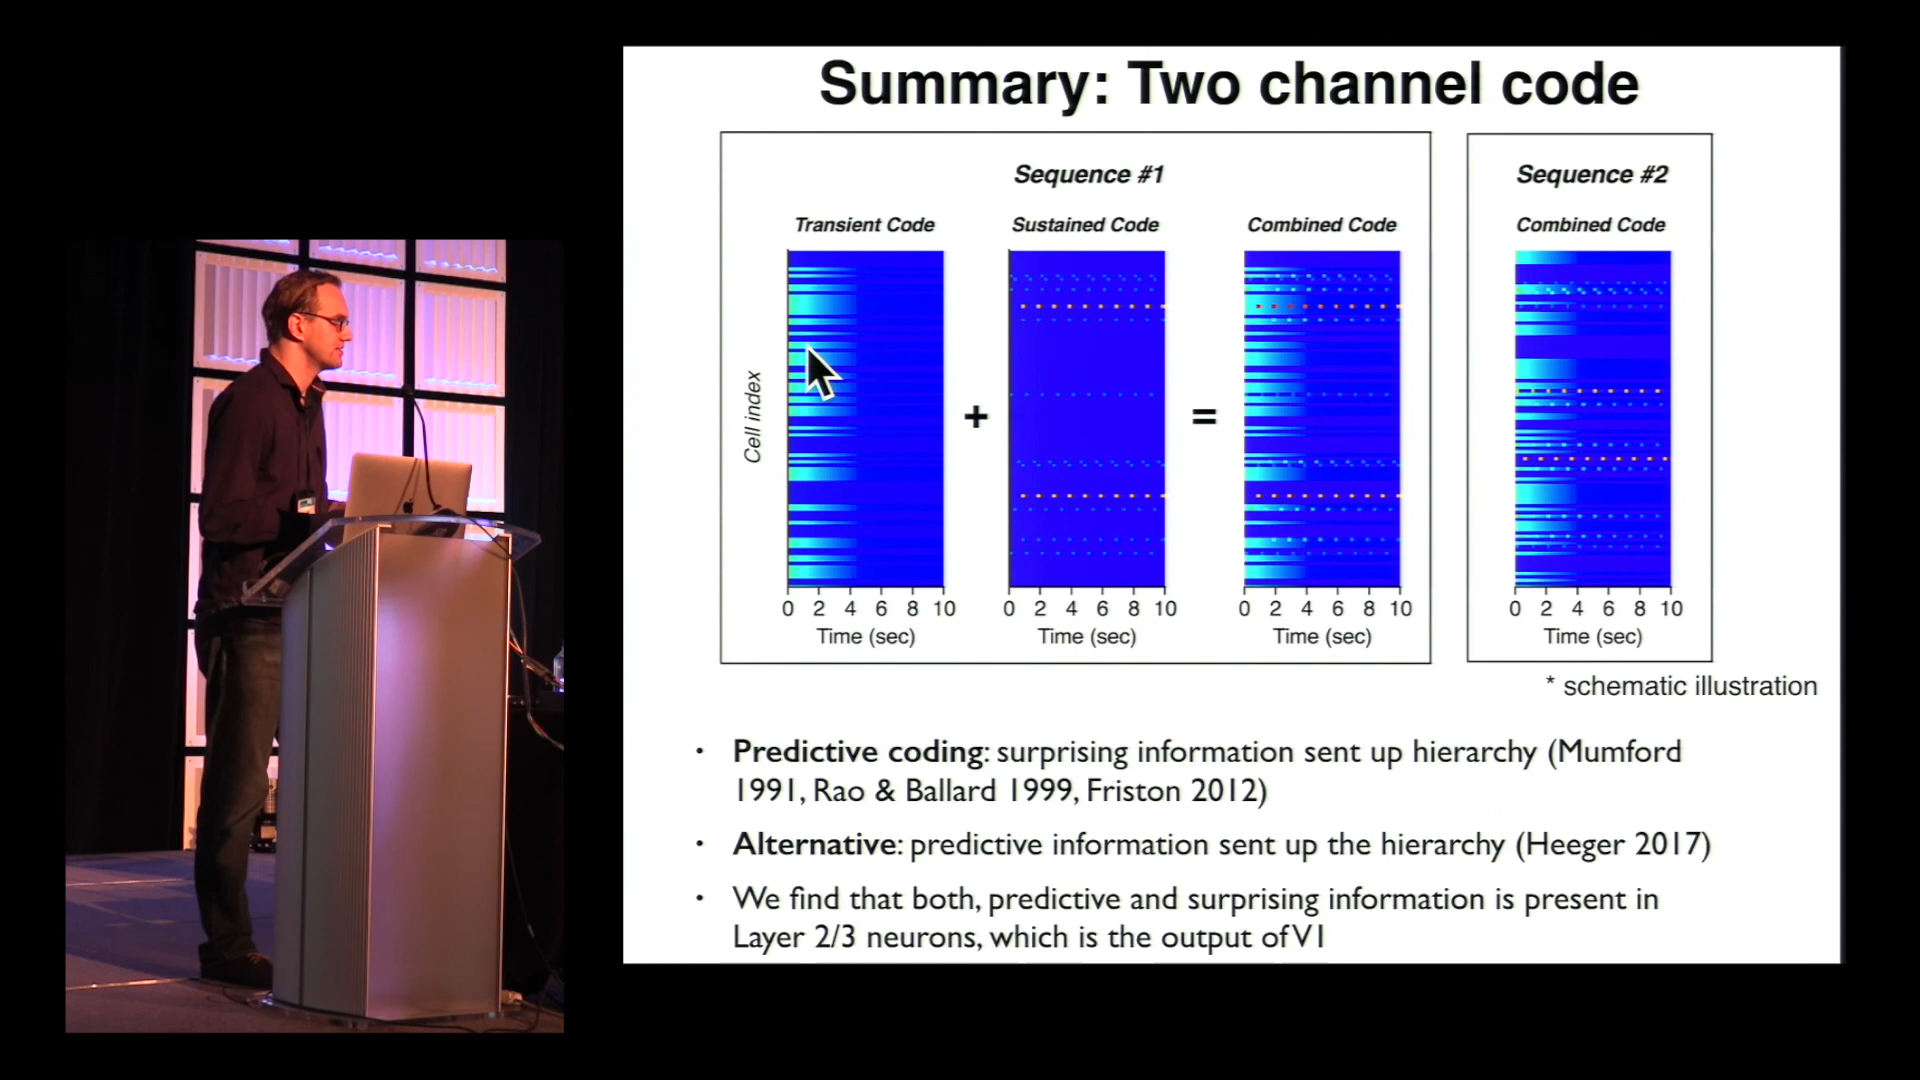 Summary: Two channel code
Sequence #1
Sequence #2
Transient Code
Sustained Code
Combined Code
Combined Code
Cell index
+
=
0 2 4 6 8 10
0 2 4 6 8 10
0 2 4 6 8 10
0 2 4 6 8 10
Time (sec)
Time (sec)
Time (sec)
Time (sec)
* schematic illustration
• Predictive coding: surprising information sent up hierarchy (Mumford
1991, Rao & Ballard 1999, Friston 2012)
• Alternative: predictive information sent up the hierarchy (Heeger 2017)
• We find that both, predictive and surprising information is present in
Layer 2/3 neurons, which is the output of V1